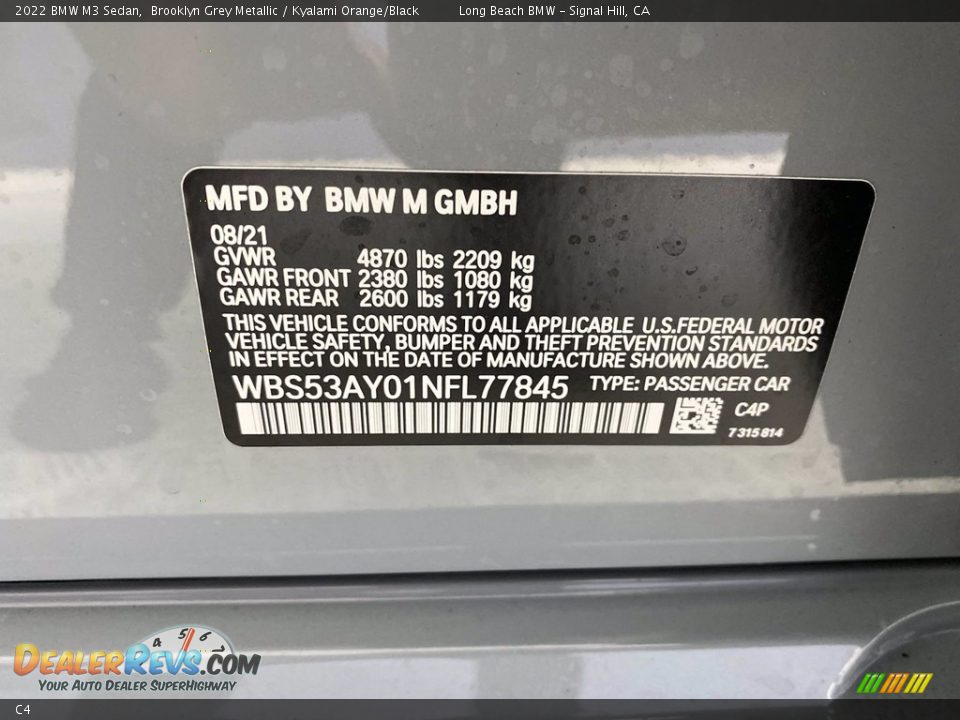 2022 BMW M3 Sedan, Brooklyn Grey Metallic / Kyalami Orange/Black Long Beach BMW - Signal Hill, CA
MFD BY BMW M GMBH
08/21
GVWR 4870 lbs 2209 kg
GAWR FRONT 2380 lbs 1080 kg
GAWR REAR 2600 lbs 1179 kg
THIS VEHICLE CONFORMS TO ALL APPLICABLE U.S.FEDERAL MOTOR
VEHICLE SAFETY, BUMPER AND THEFT PREVENTION STANDARDS
IN EFFECT ON THE DATE OF MANUFACTURE SHOWN ABOVE.
WBS53AY01NFL77845 TYPE: PASSENGER CAR
C4P
7315814
4 5 6 7
DEALERREVS.COM
YOUR AUTO DEALER SUPERHIGHWAY
C4